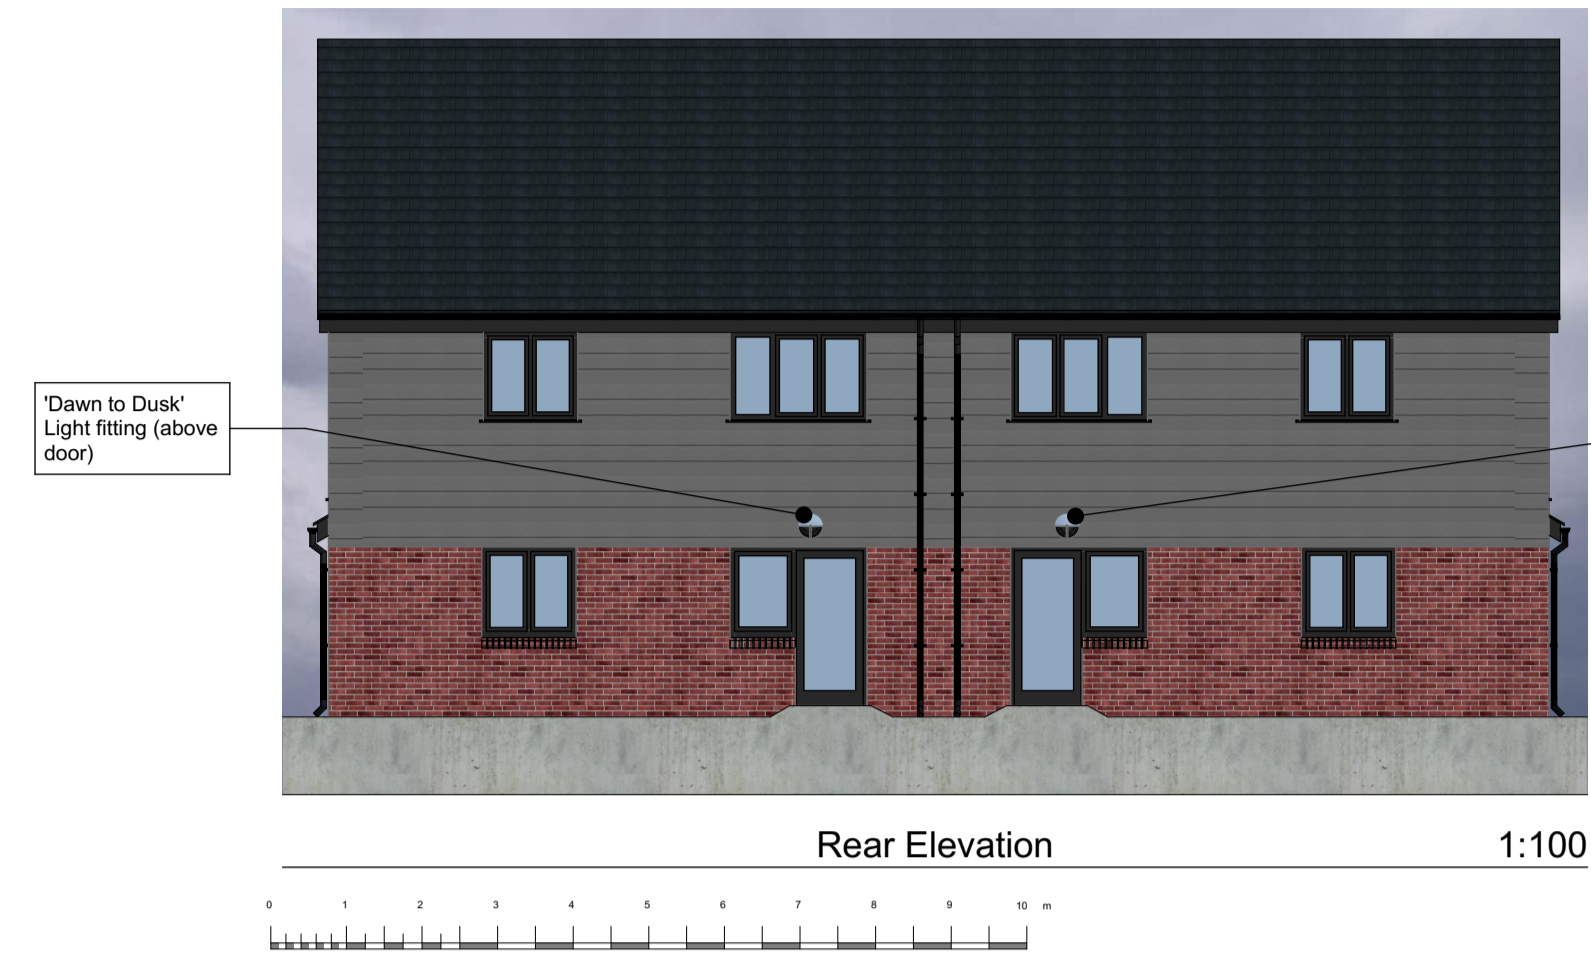 'Dawn to Dusk'
Light fitting (above
door)
Rear Elevation 1:100
0 1 2 3 4 5 6 7 8 9 10 m